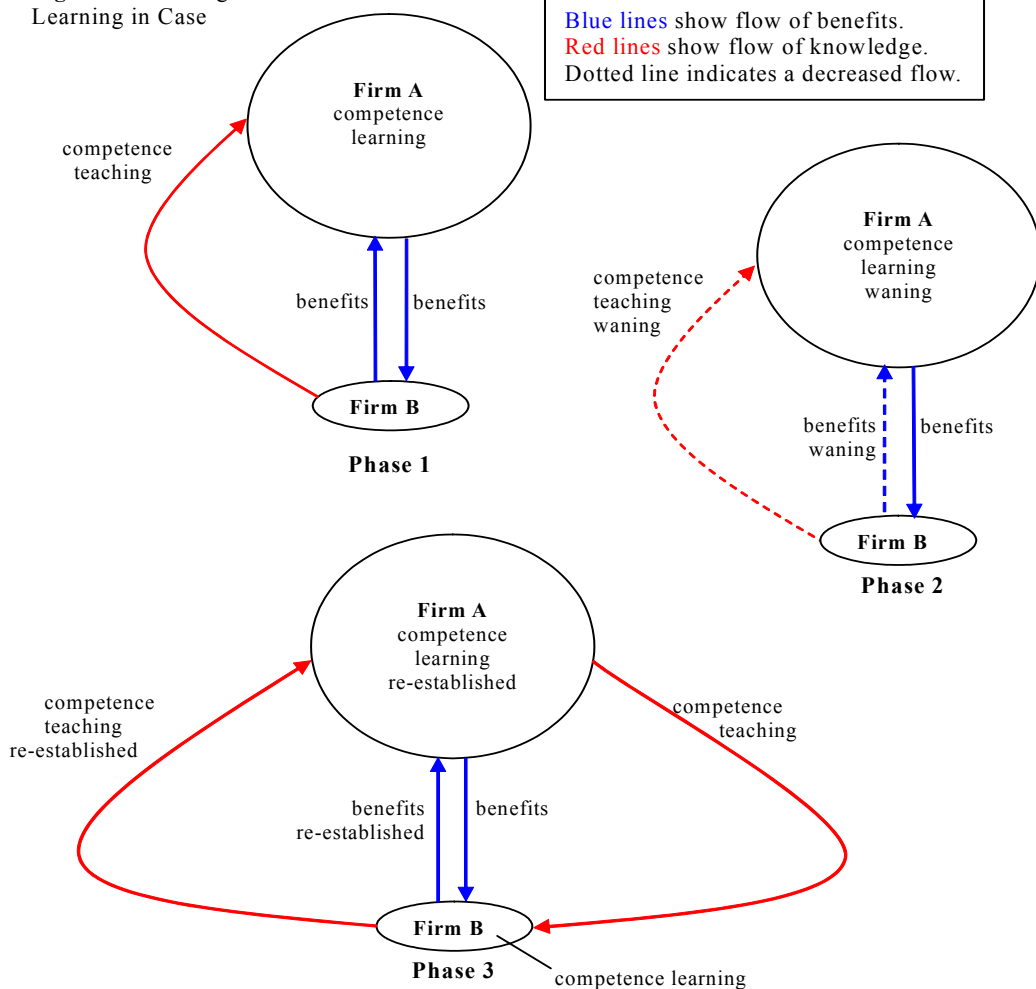 Learning in Case
Blue lines show flow of benefits.
Red lines show flow of knowledge.
Dotted line indicates a decreased flow.
Firm A
competence
learning
competence
teaching
benefits
benefits
Firm B
Phase 1
Firm A
competence
learning
waning
competence
teaching
waning
benefits
waning
benefits
Firm B
Phase 2
Firm A
competence
learning
re-established
competence
teaching
re-established
competence
teaching
benefits
re-established
benefits
Firm B
Phase 3
competence learning